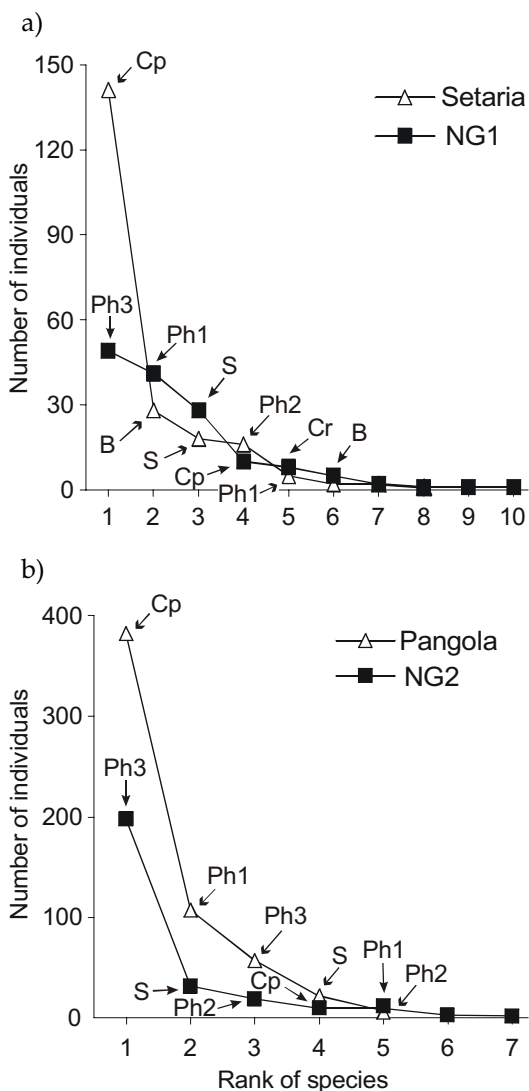 a)
150
120
90
60
30
0
Number of individuals
Cp
Setaria
NG1
Ph3
Ph1
S
Ph2
Cr
B
B
S
Cp
Ph1
1 2 3 4 5 6 7 8 9 10
b)
400
300
200
100
0
Number of individuals
Cp
Pangola
NG2
Ph3
Ph1
Ph3
S
Ph1
Cp
Ph2
S
Ph2
1 2 3 4 5 6 7
Rank of species